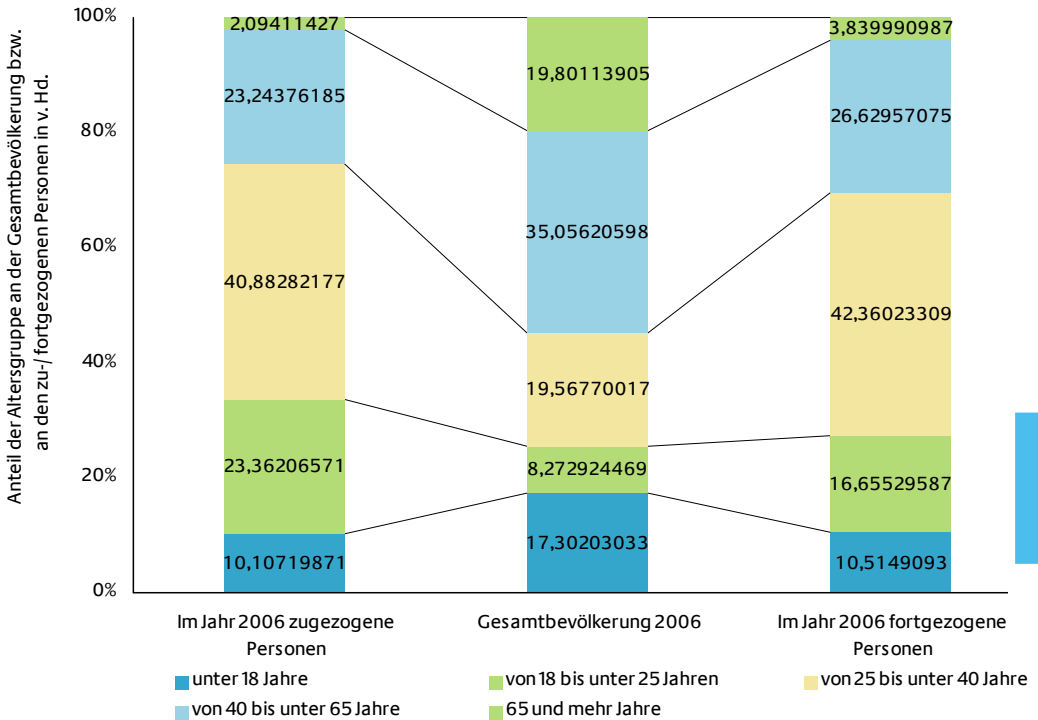 Anteil der Altersgruppe an der Gesamtbevölkerung bzw.
an den zu-/ fortgezogenen Personen in v. Hd.
100%
80%
60%
40%
20%
0%
2,09411427
23,24376185
40,88282177
23,36206571
10,10719871
19,80113905
35,05620598
19,56770017
8,272924469
17,30203033
3,839990987
26,62957075
42,36023309
16,65529587
10,5149093
Im Jahr 2006 zugezogene
Personen
Gesamtbevölkerung 2006
Im Jahr 2006 fortgezogene
Personen
unter 18 Jahre
von 18 bis unter 25 Jahren
von 25 bis unter 40 Jahre
von 40 bis unter 65 Jahre
65 und mehr Jahre